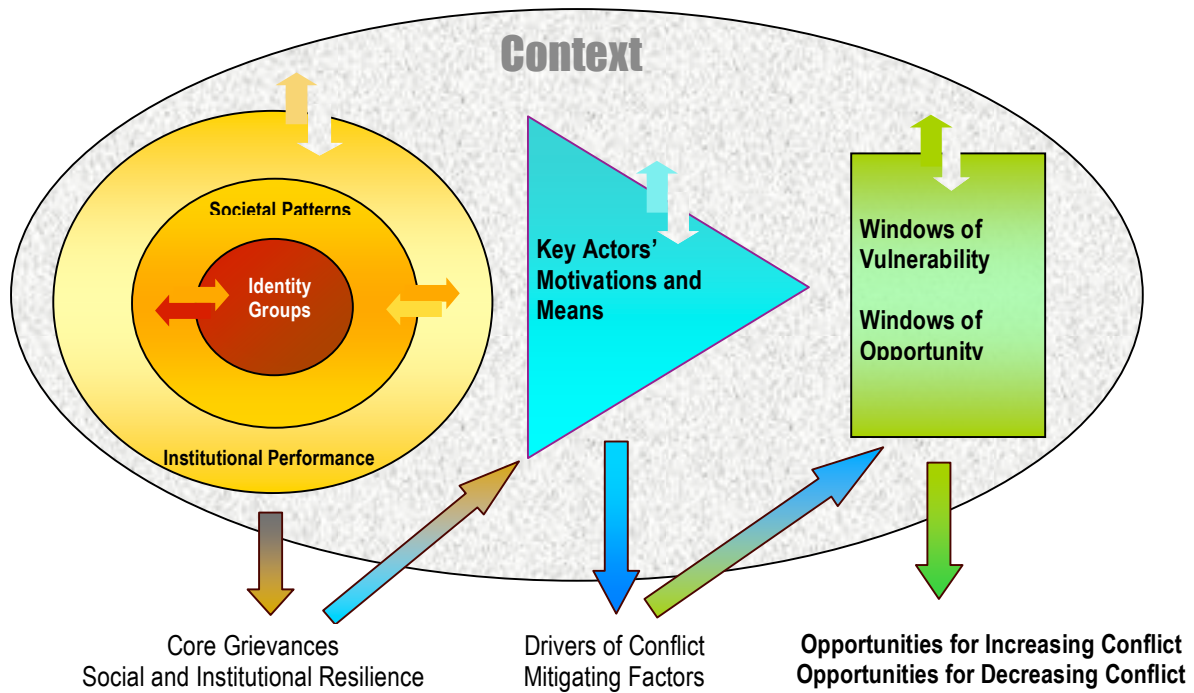 Context
Societal Patterns
Identity
Groups
Institutional Performance
Key Actors’
Motivations and
Means
Windows of
Vulnerability
Windows of
Opportunity
Core Grievances
Social and Institutional Resilience
Drivers of Conflict
Mitigating Factors
Opportunities for Increasing Conflict
Opportunities for Decreasing Conflict